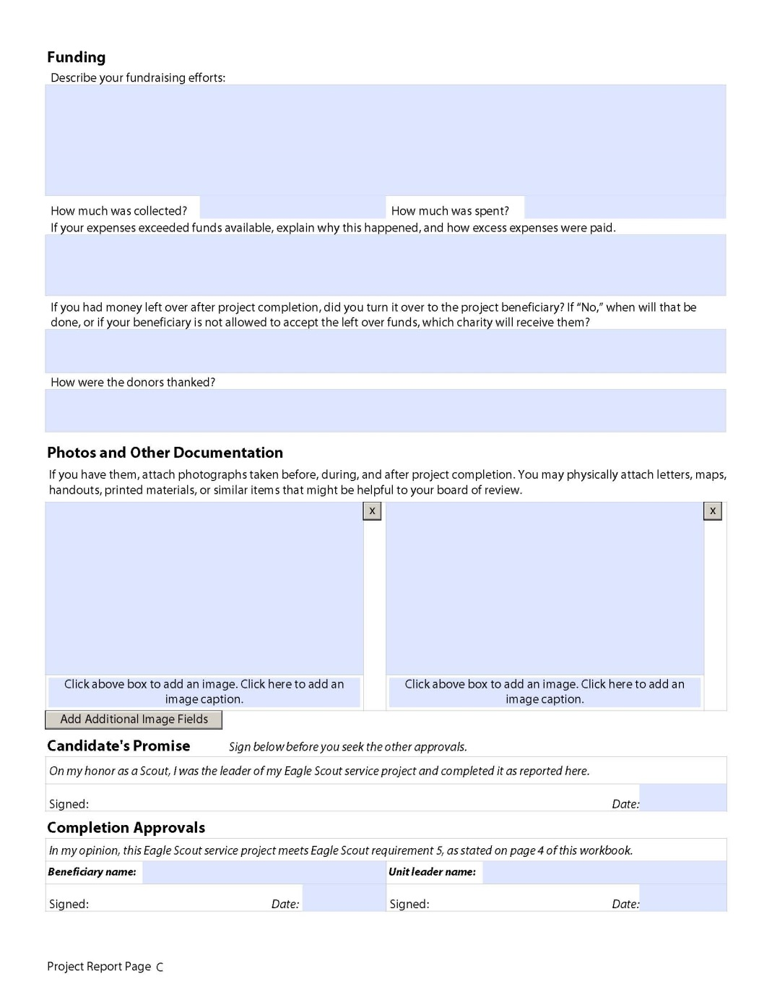 Funding
Describe your fundraising efforts:
How much was collected? How much was spent?
If your expenses exceeded funds available, explain why this happened, and how excess expenses were paid.
If you had money left over after project completion, did you turn it over to the project beneficiary? If “No,” when will that be
done, or if your beneficiary is not allowed to accept the left over funds, which charity will receive them?
How were the donors thanked?
Photos and Other Documentation
If you have them, attach photographs taken before, during, and after project completion. You may physically attach letters, maps,
handouts, printed materials, or similar items that might be helpful to your board of review.
X X
Click above box to add an image. Click here to add an
image caption.
Click above box to add an image. Click here to add an
image caption.
Add Additional Image Fields
Candidate's Promise Sign below before you seek the other approvals.
On my honor as a Scout, I was the leader of my Eagle Scout service project and completed it as reported here.
Signed: Date:
Completion Approvals
In my opinion, this Eagle Scout service project meets Eagle Scout requirement 5, as stated on page 4 of this workbook.
Beneficiary name: Unit leader name:
Signed: Date: Signed: Date:
Project Report Page C